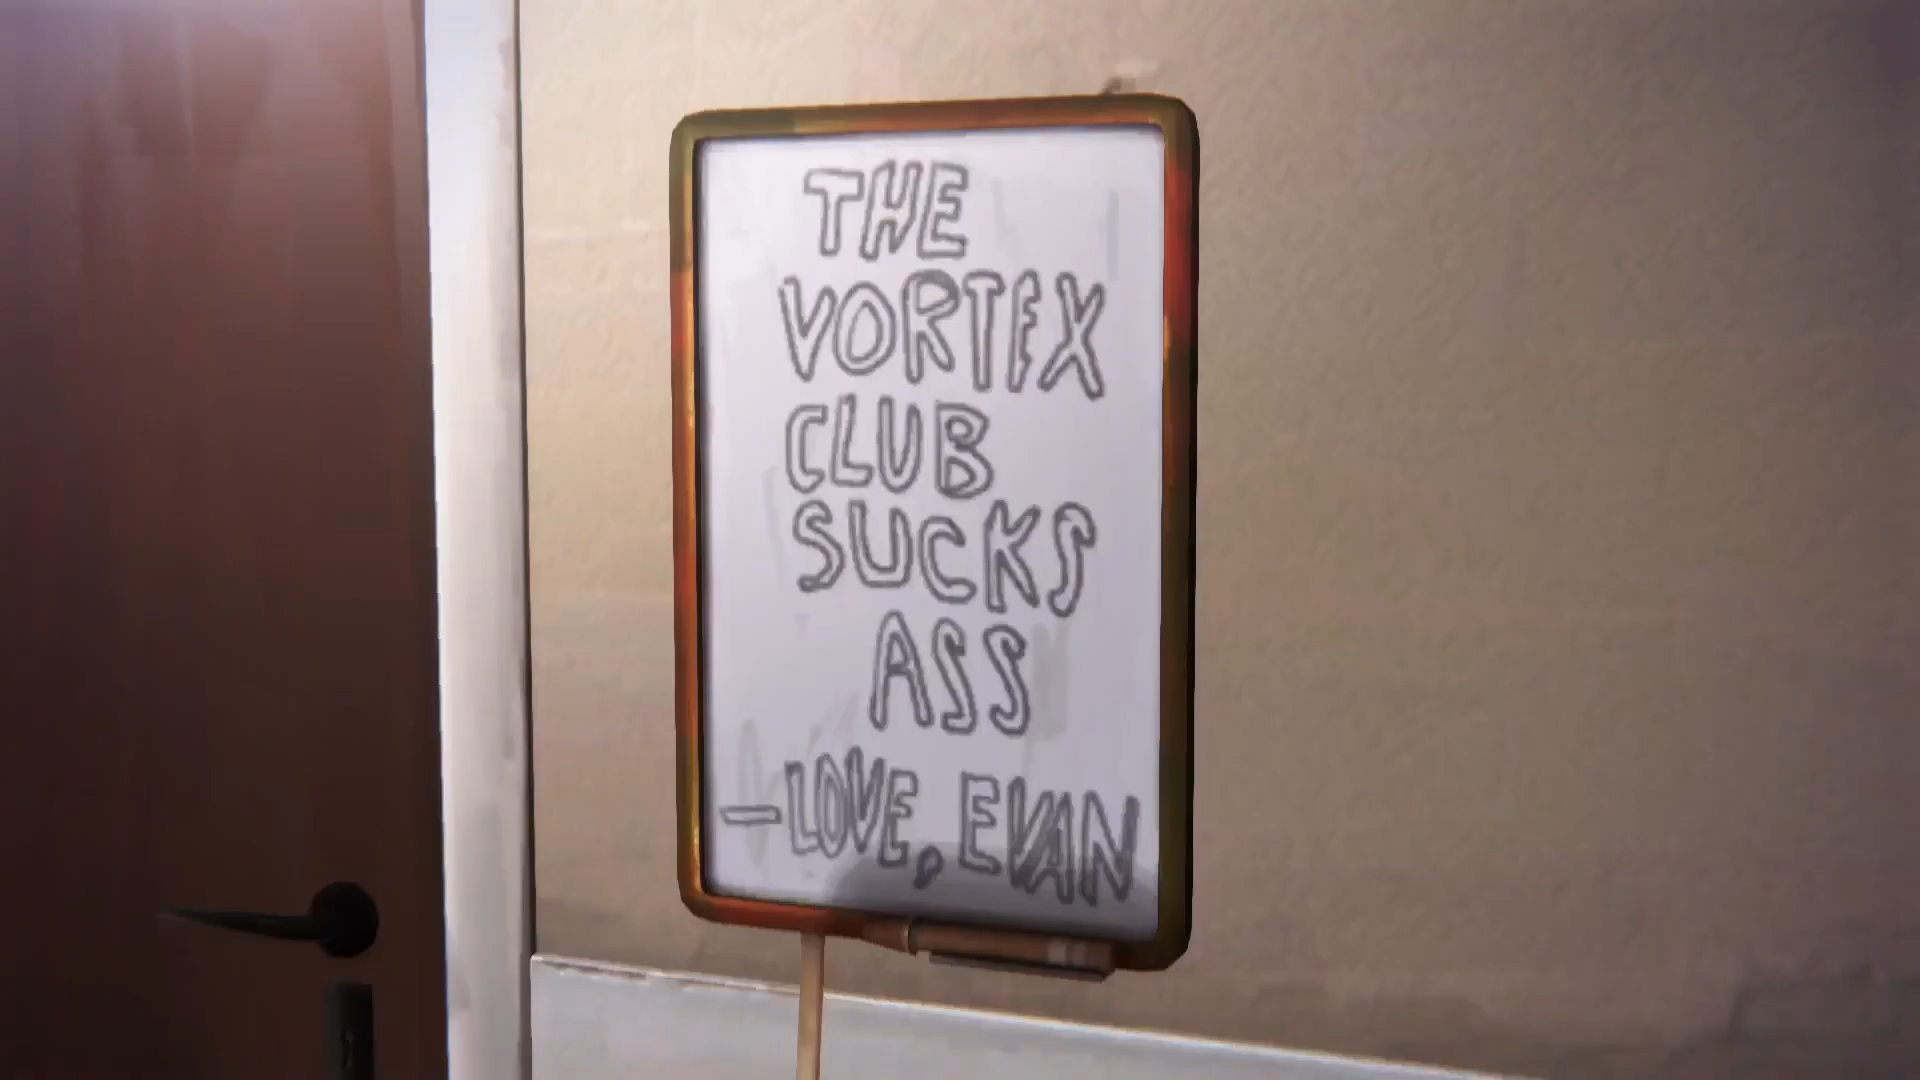 THE
VORTEX
CLUB
SUCKS
ASS
-LOVE, EVAN